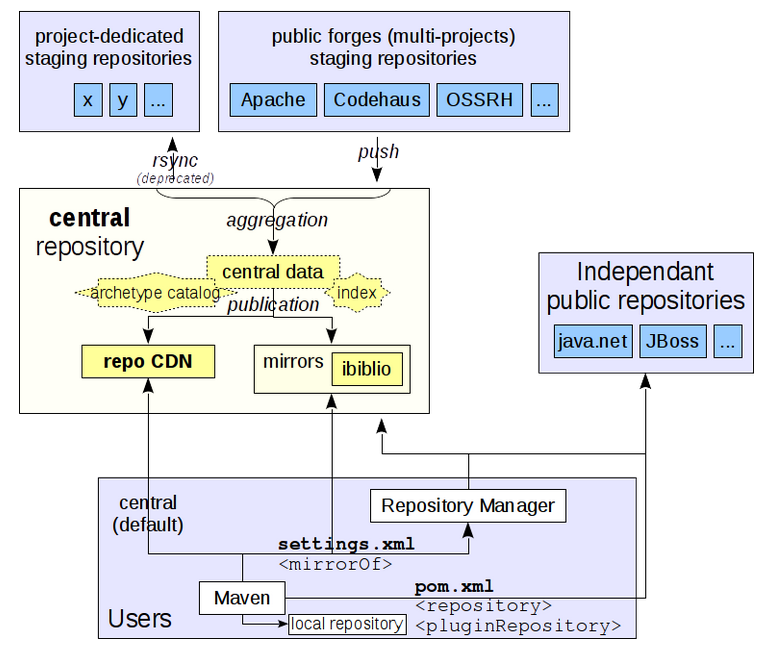 project-dedicated
staging repositories
x
y
...
public forges (multi-projects)
staging repositories
Apache
Codehaus
OSSRH
...
rsync
(deprecated)
push
central
repository
aggregation
central data
archetype catalog
index
publication
repo CDN
mirrors
ibiblio
Independant
public repositories
java.net
JBoss
...
central
(default)
Repository Manager
settings.xml
<mirrorOf>
Maven
pom.xml
<repository>
<pluginRepository>
Users
local repository